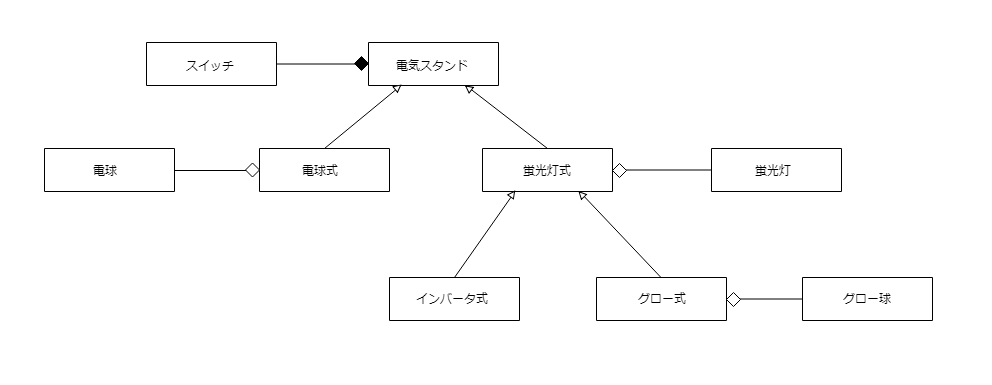 スイッチ
電気スタンド
電球
電球式
蛍光灯式
蛍光灯
インバータ式
グロー式
グロー球